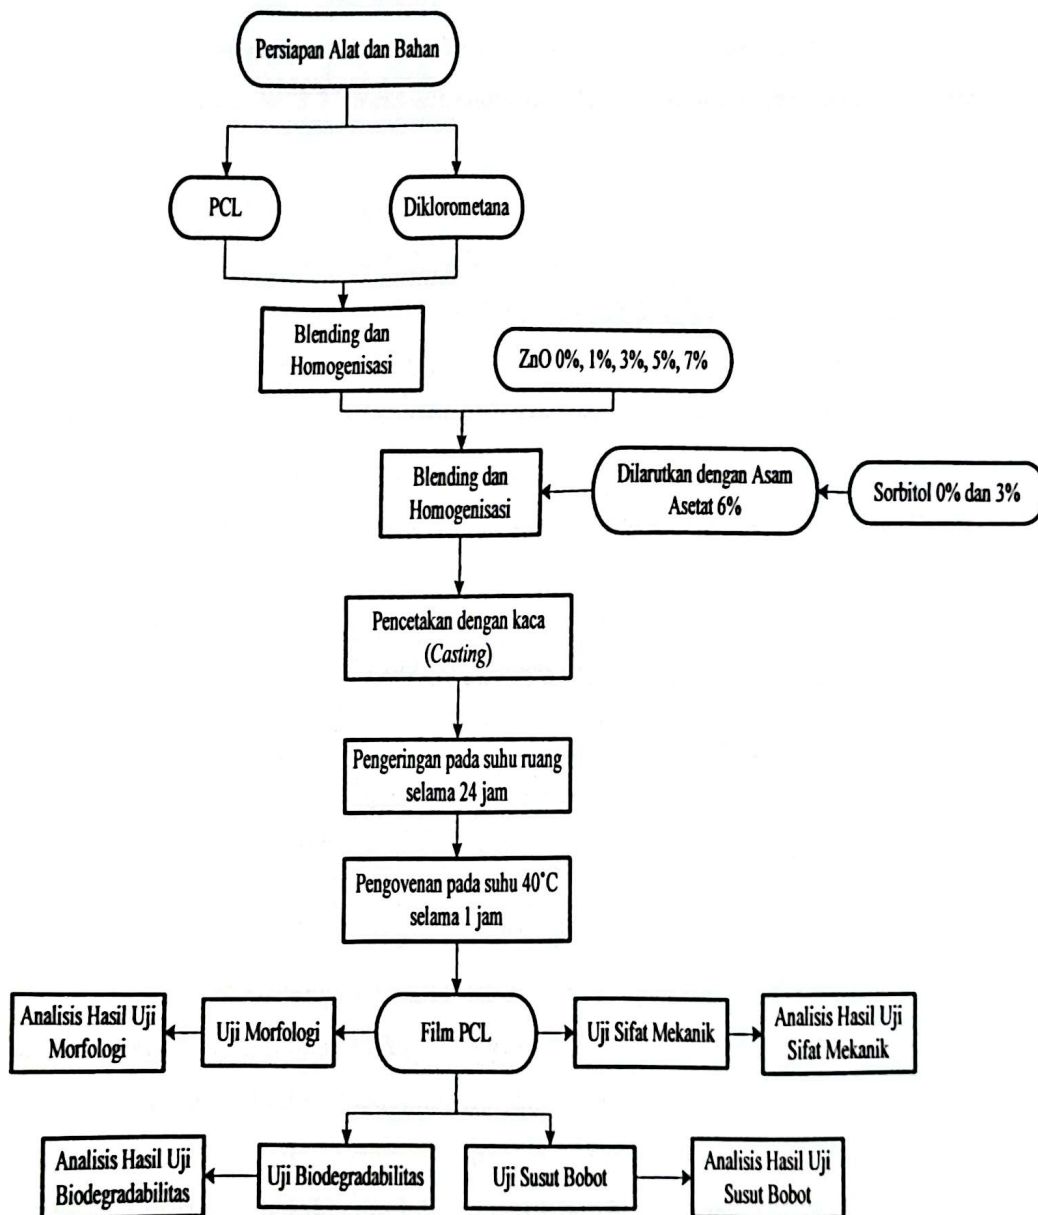 Persiapan Alat dan Bahan
PCL
Diklorometana
Blending dan
Homogenisasi
ZnO 0%, 1%, 3%, 5%, 7%
Blending dan
Homogenisasi
Dilarutkan dengan Asam
Asetat 6%
Sorbitol 0% dan 3%
Pencetakan dengan kaca
(Casting)
Pengeringan pada suhu ruang
selama 24 jam
Pengovenan pada suhu 40°C
selama 1 jam
Analisis Hasil Uji
Morfologi
Uji Morfologi
Film PCL
Uji Sifat Mekanik
Analisis Hasil Uji
Sifat Mekanik
Analisis Hasil Uji
Biodegradabilitas
Uji Biodegradabilitas
Uji Susut Bobot
Analisis Hasil Uji
Susut Bobot